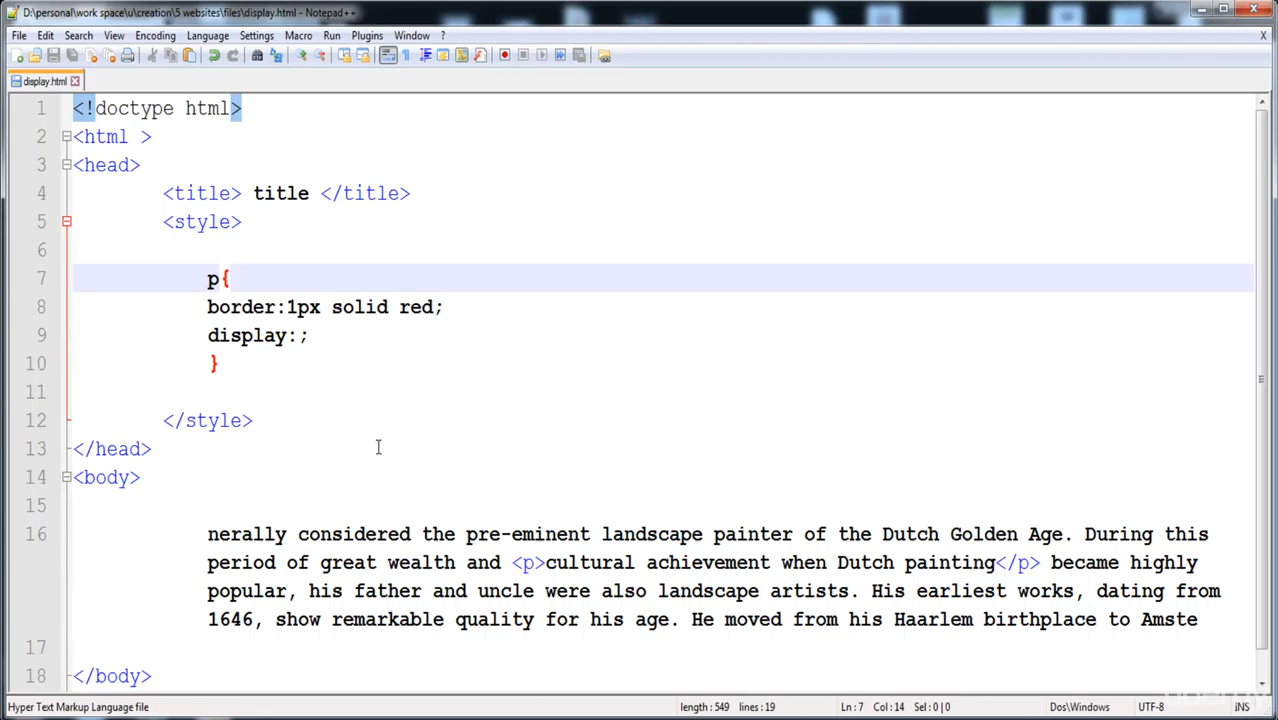 D:\personal\work space\u\creation\5 websites\files\display.html - Notepad++
File Edit Search View Encoding Language Settings Macro Run Plugins Window ? X
display.html
1 <!doctype html>
2 <html >
3 <head>
4 <title> title </title>
5 <style>
6
7 p{
8 border:1px solid red;
9 display:;
10 }
11
12 </style>
13 </head>
14 <body>
15
16 nerally considered the pre-eminent landscape painter of the Dutch Golden Age. During this
period of great wealth and <p>cultural achievement when Dutch painting</p> became highly
popular, his father and uncle were also landscape artists. His earliest works, dating from
1646, show remarkable quality for his age. He moved from his Haarlem birthplace to Amste
17
18 </body>
Hyper Text Markup Language file length : 549 lines : 19 Ln : 7 Col : 14 Sel : 0 | 0 Dos\Windows UTF-8 INS